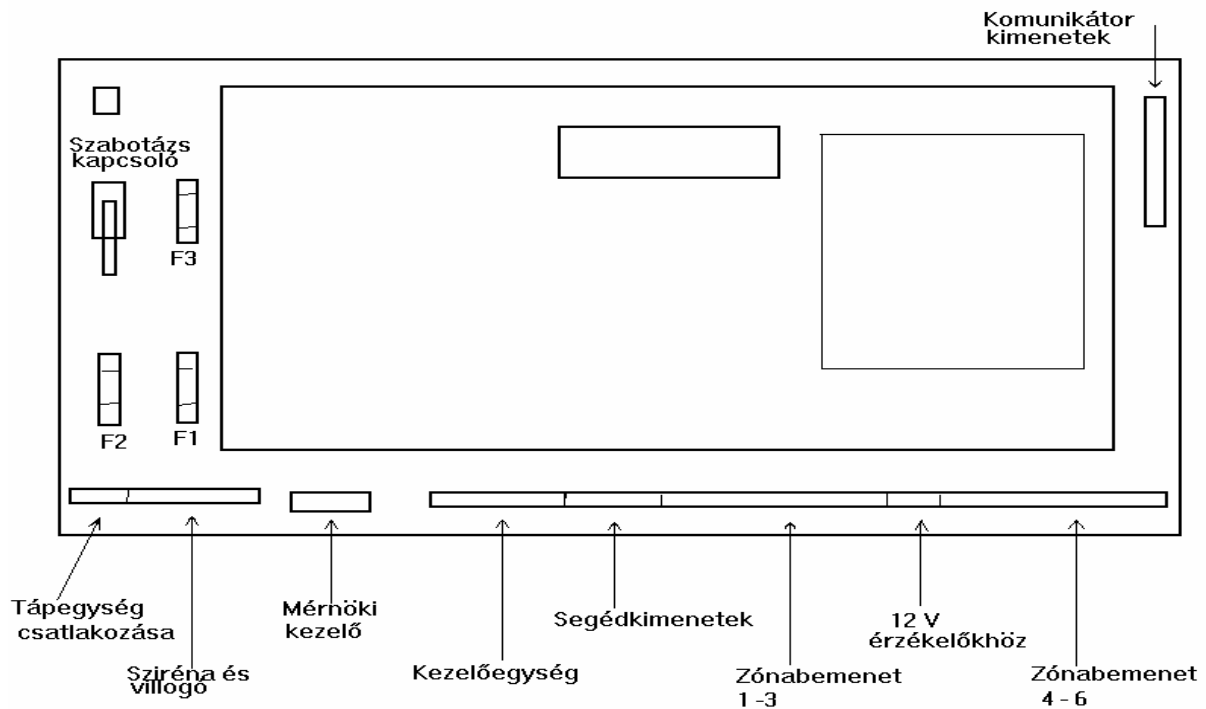 Komunikátor
kimenetek
Szabotázs
kapcsoló
F3
F2
F1
Tápegység
csatlakozása
Sziréna és
villogó
Mérnöki
kezelő
Kezelőegység
Segédkimenetek
Zónabemenet
1 -3
12 V
érzékelőkhöz
Zónabemenet
4 - 6